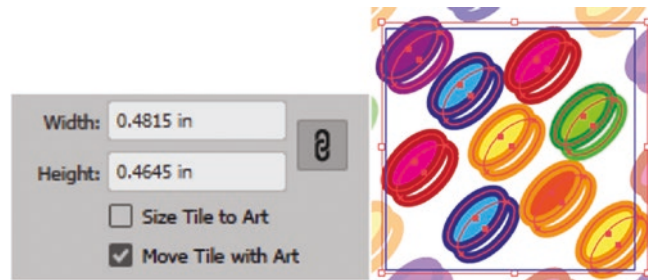 Width: 0.4815 in
Height: 0.4645 in
Size Tile to Art
Move Tile with Art